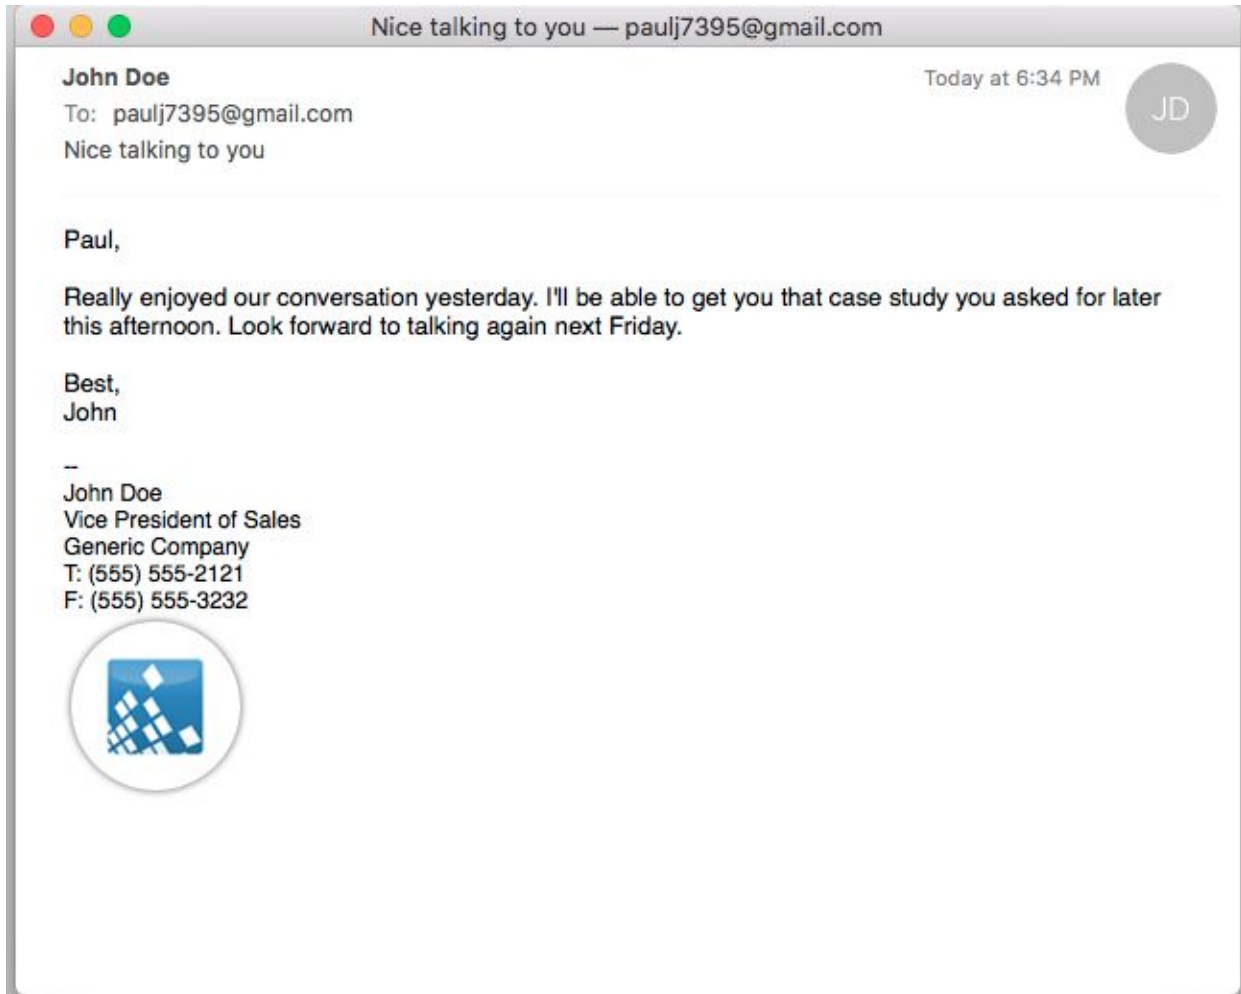 Nice talking to you — paulj7395@gmail.com
John Doe
Today at 6:34 PM
JD
To: paulj7395@gmail.com
Nice talking to you
Paul,
Really enjoyed our conversation yesterday. I'll be able to get you that case study you asked for later
this afternoon. Look forward to talking again next Friday.
Best,
John
--
John Doe
Vice President of Sales
Generic Company
T: (555) 555-2121
F: (555) 555-3232